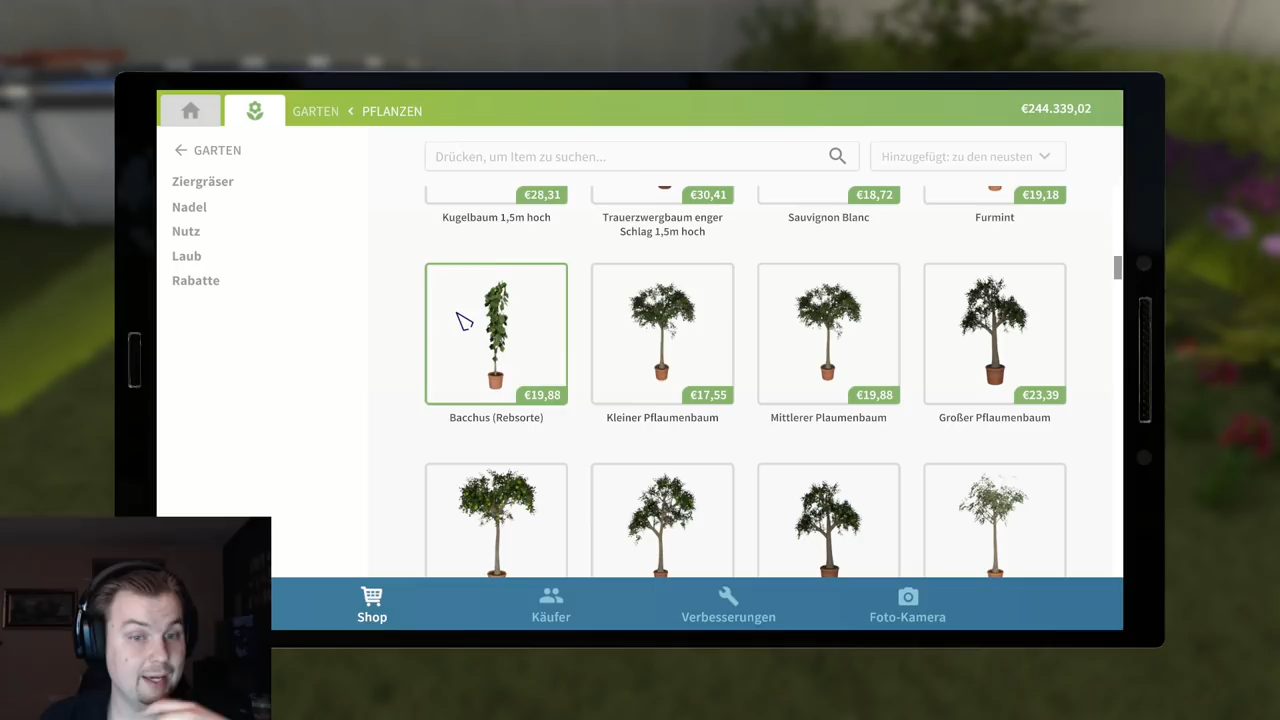 GARTEN < PFLANZEN
€244.339,02
GARTEN
Drücken, um Item zu suchen...
Hinzugefügt: zu den neusten
Ziergräser
Nadel
Nutz
Laub
Rabatte
€28,31
€30,41
€18,72
€19,18
Kugelbaum 1,5m hoch
Trauerzwergbaum enger
Schlag 1,5m hoch
Sauvignon Blanc
Furmint
€19,88
€17,55
€19,88
€23,39
Bacchus (Rebsorte)
Kleiner Pflaumenbaum
Mittlerer Plaumenbaum
Großer Pflaumenbaum
Shop
Käufer
Verbesserungen
Foto-Kamera